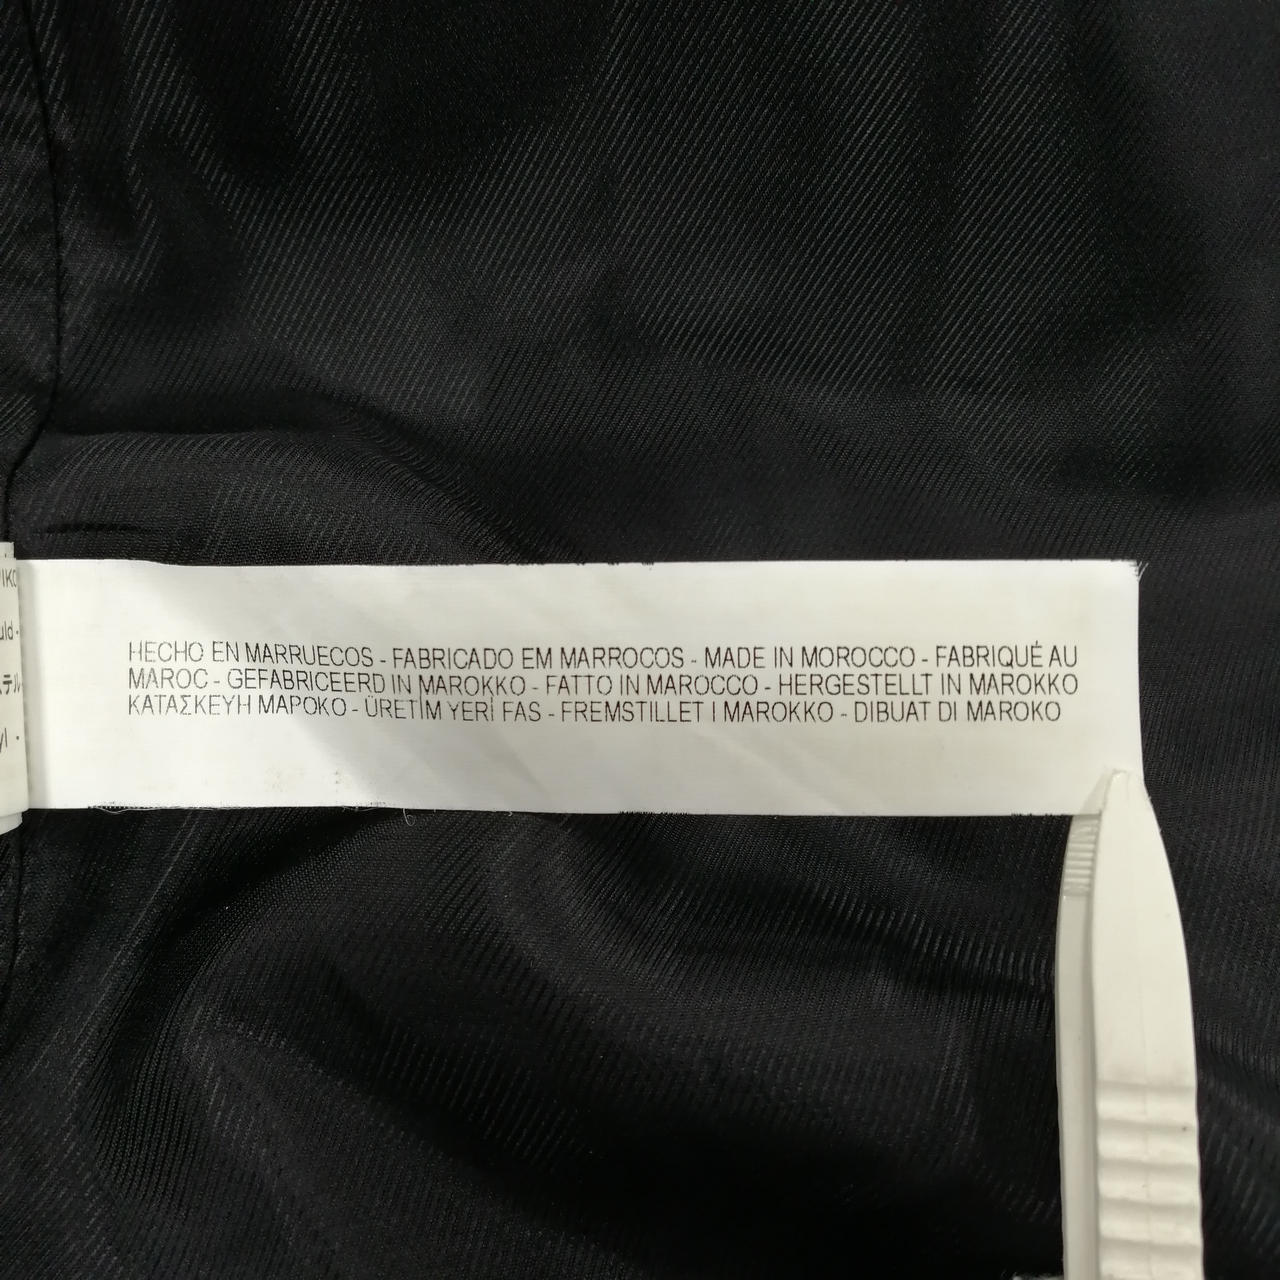 HECHO EN MARRUECOS - FABRICADO EM MARROCOS - MADE IN MOROCCO - FABRIQUÉ AU
MAROC - GEFABRICEERD IN MAROKKO - FATTO IN MAROCCO - HERGESTELLT IN MAROKKO
ΚΑΤΑΣΚΕΥΗ ΜΑΡΟΚΟ - ÜRETİM YERİ FAS - FREMSTILLET I MAROKKO - DIBUAT DI MAROKO